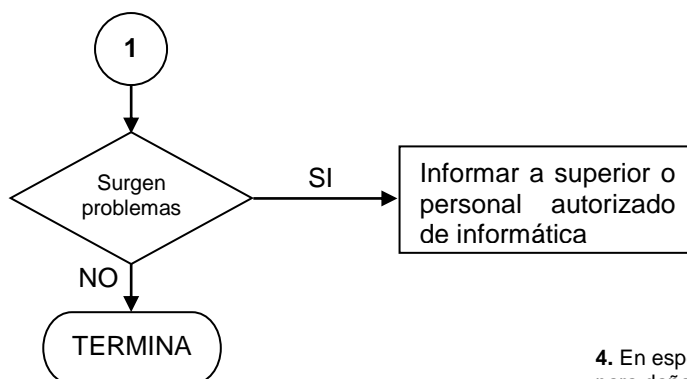 1
Surgen
problemas
SI
Informar a superior o
personal autorizado
de informática
NO
TERMINA
4. En esp